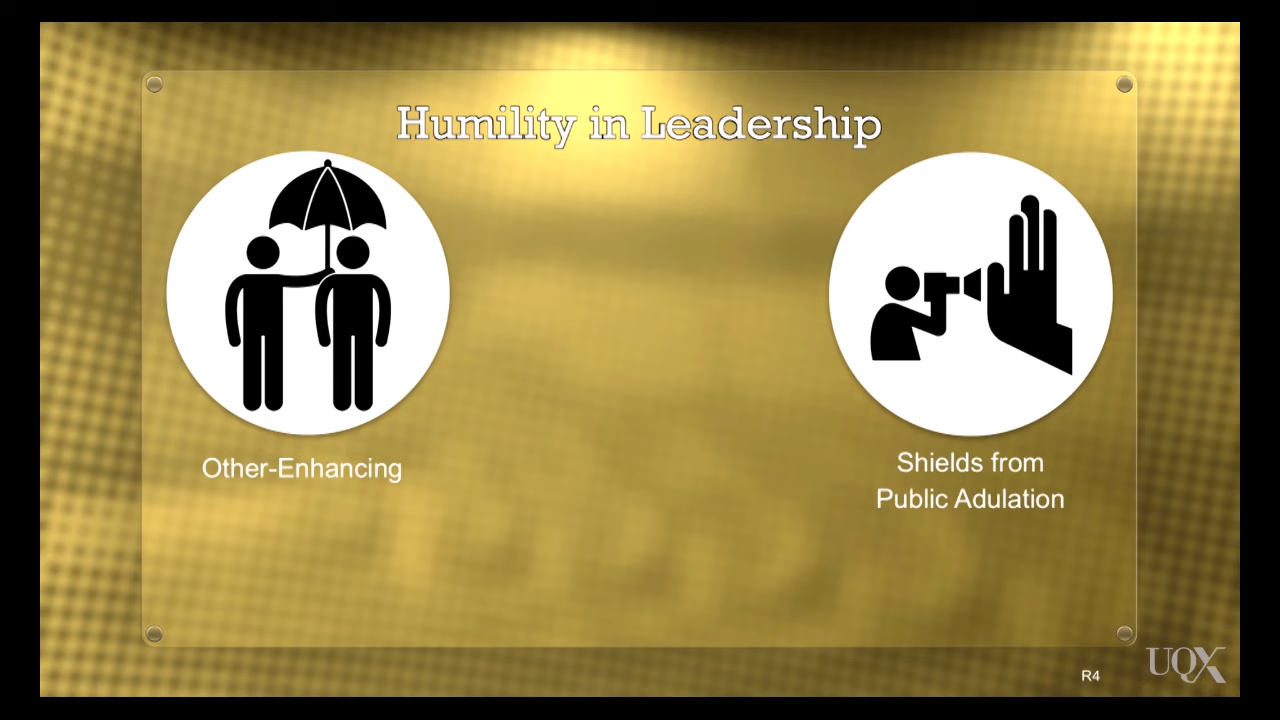 Humility in Leadership
Other-Enhancing
Shields from
Public Adulation
R4
UQX